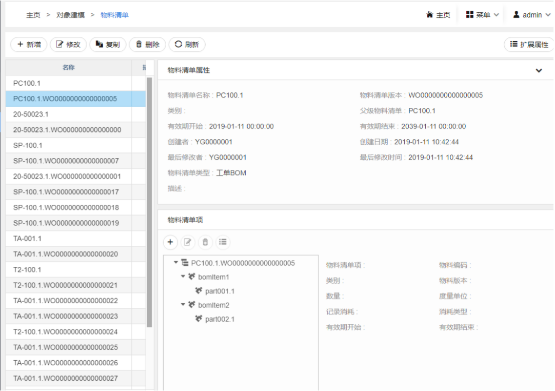 主页 > 对象建模 > 物料清单
主页 菜单 admin
新增 修改 复制 删除 刷新 扩展属性
名称
PC100.1
PC100.1.WO0000000000000005
20-50023.1
20-50023.1.WO000000000000
SP-100.1
SP-100.1.WO0000000000000007
20-50023.1.WO0000000000001
SP-100.1.WO0000000000000017
SP-100.1.WO0000000000000018
SP-100.1.WO0000000000000019
TA-001.1
TA-001.1.WO0000000000000020
T2-100.1
T2-100.1.WO0000000000000021
TA-001.1.WO0000000000000022
TA-001.1.WO0000000000000023
T2-100.1.WO0000000000000024
TA-001.1.WO0000000000000025
TA-001.1.WO0000000000000026
TA-001.1.WO0000000000000027
物料清单属性
物料清单名称 : PC100.1 物料清单版本 : WO0000000000000005
类别 : 父级物料清单 : PC100.1
有效期开始 : 2019-01-11 00:00:00 有效期结束 : 2039-01-11 00:00:00
创建者 : YG0000001 创建日期 : 2019-01-11 10:42:44
最后修改者 : YG0000001 最后修改时间 : 2019-01-11 10:42:44
物料清单类型 : 工单BOM
描述 :
物料清单项
PC100.1.WO0000000000000005
bomItem1
part001.1
bomItem2
part002.1
物料清单项 : 物料编码 :
类别 : 物料版本 :
数量 : 度量单位 :
记录消耗 : 消耗类型
有效期开始 : 有效期结束 :